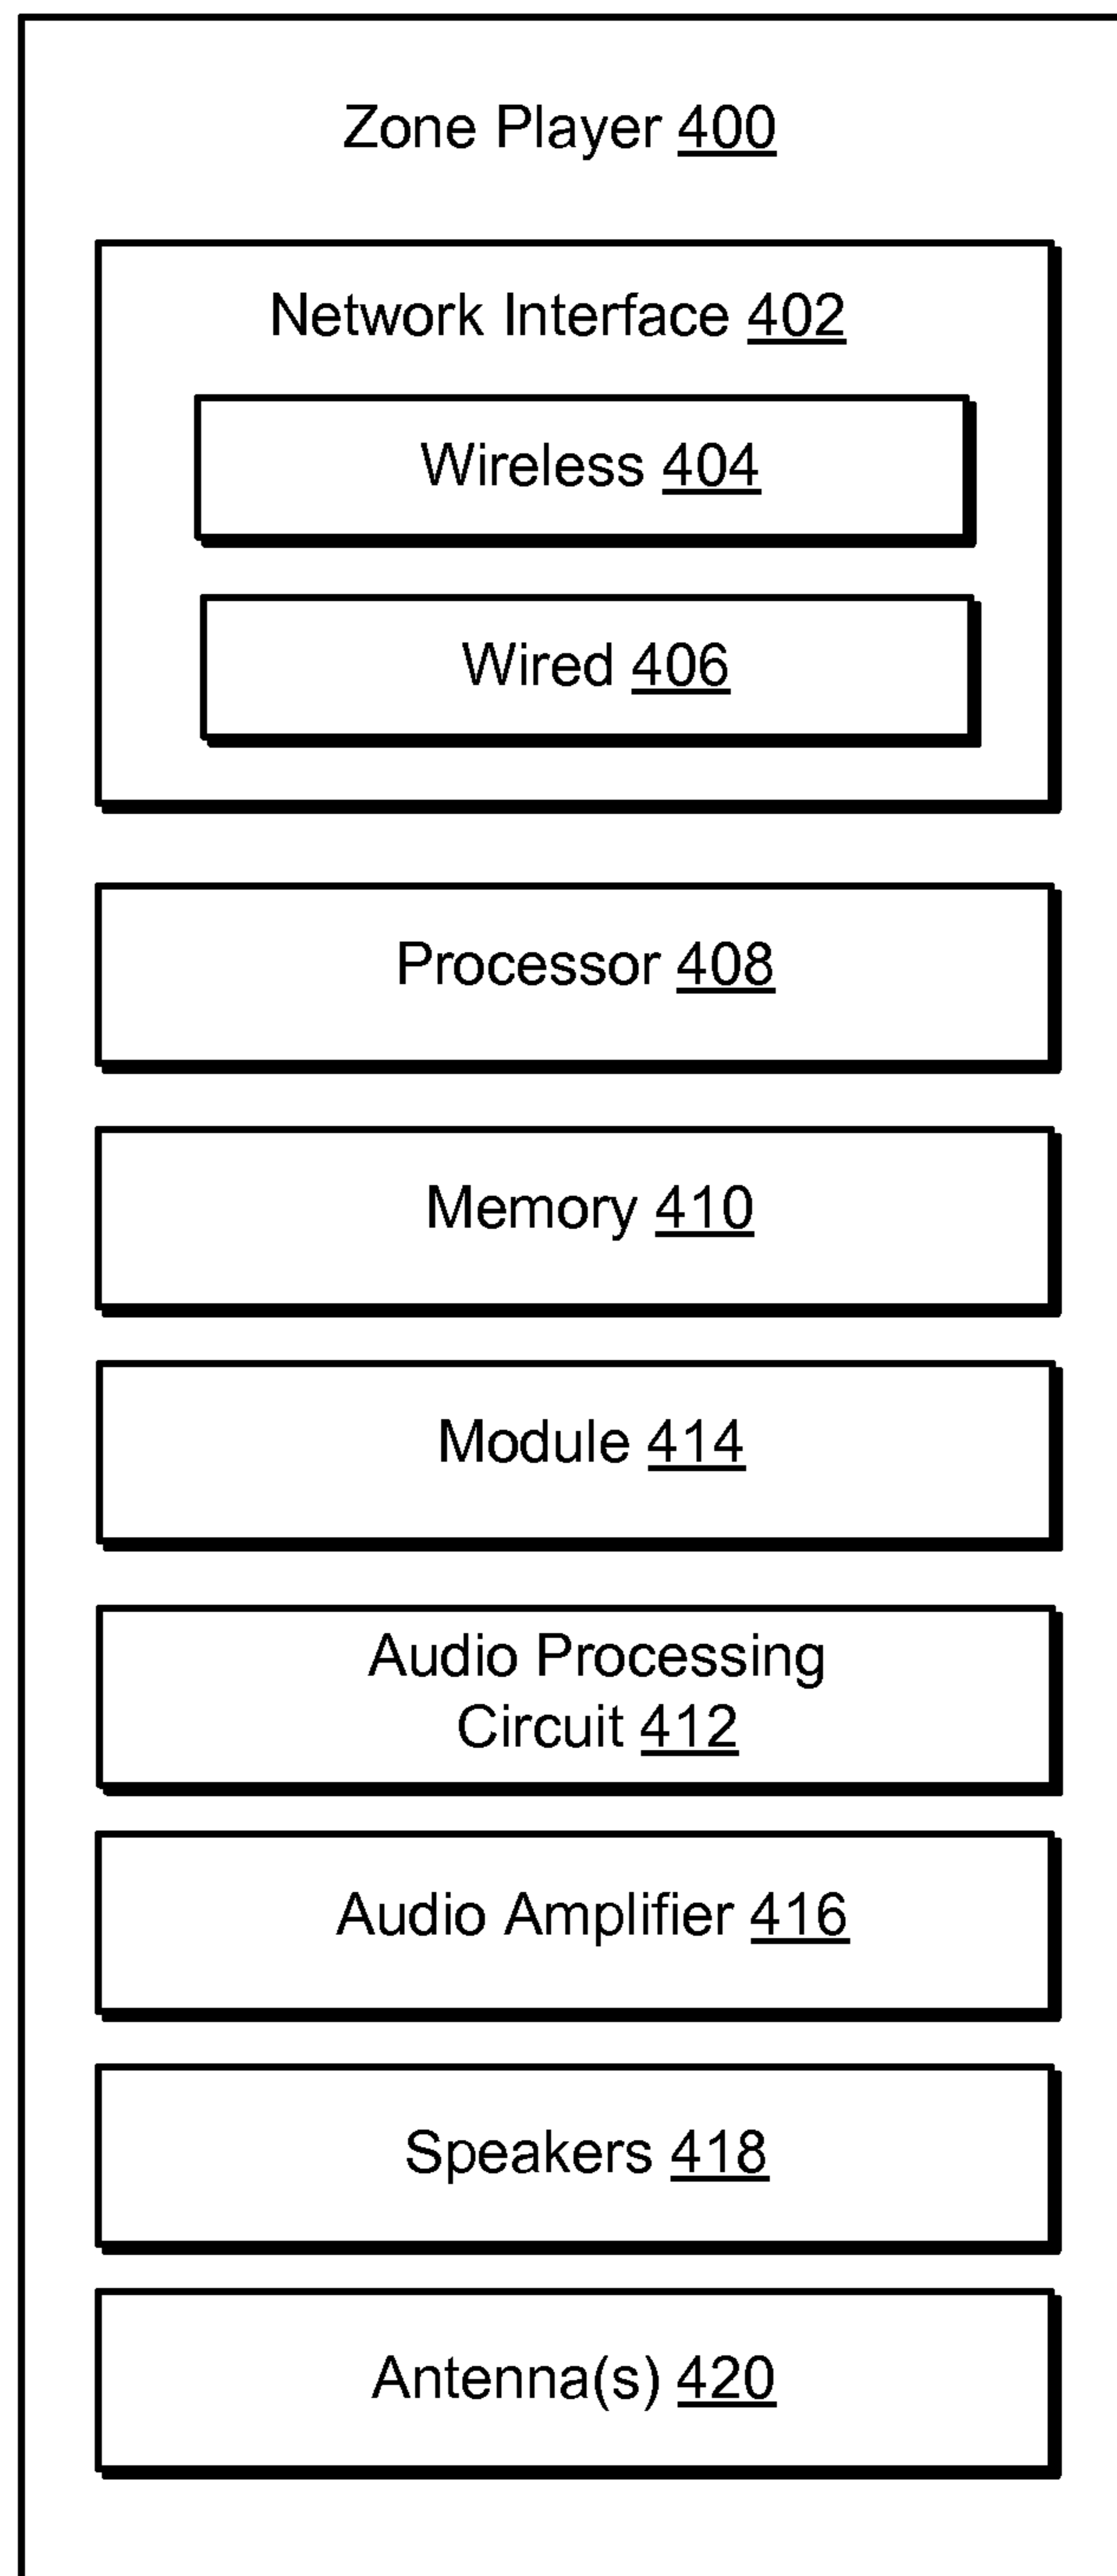 Zone Player 400
Network Interface 402
Wireless 404
Wired 406
Processor 408
Memory 410
Module 414
Audio Processing
Circuit 412
Audio Amplifier 416
Speakers 418
Antenna(s) 420